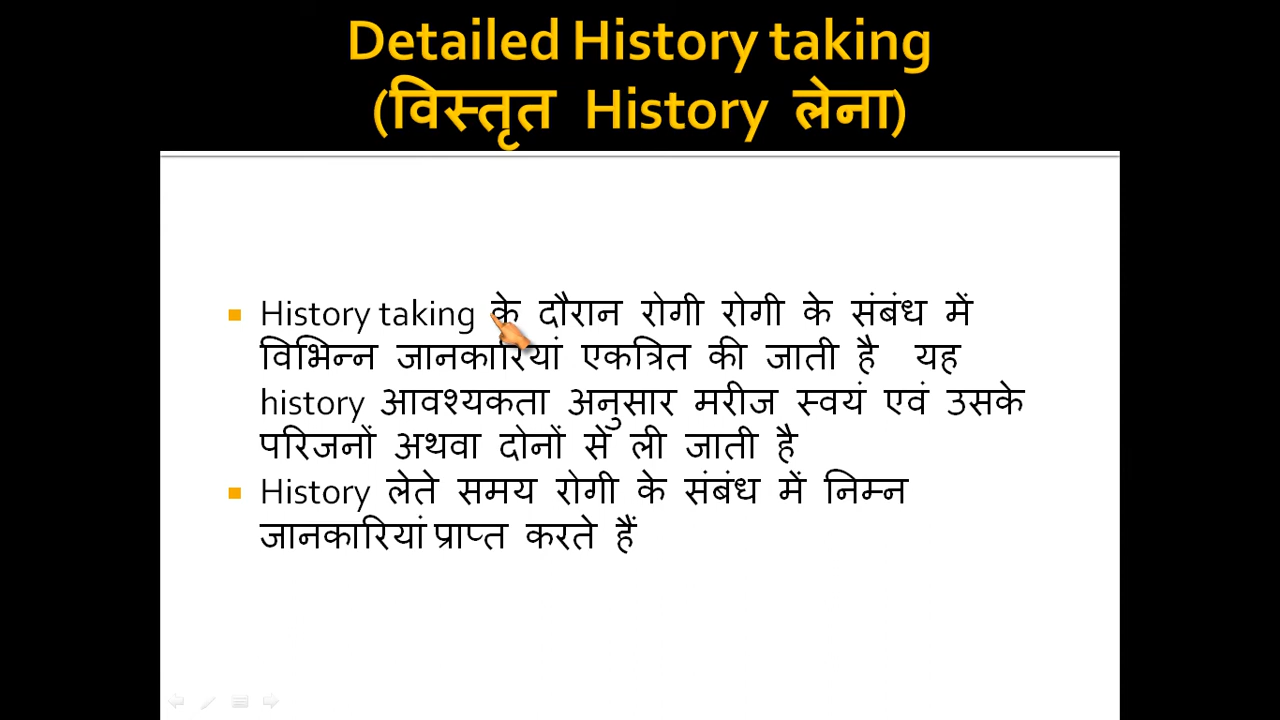 Detailed History taking
(विस्तृत History लेना)
History taking के दौरान रोगी रोगी के संबंध में
विभिन्न जानकारियां एकत्रित की जाती है यह
history आवश्यकता अनुसार मरीज स्वयं एवं उसके
परिजनों अथवा दोनों से ली जाती है
History लेते समय रोगी के संबंध में निम्न
जानकारियां प्राप्त करते हैं